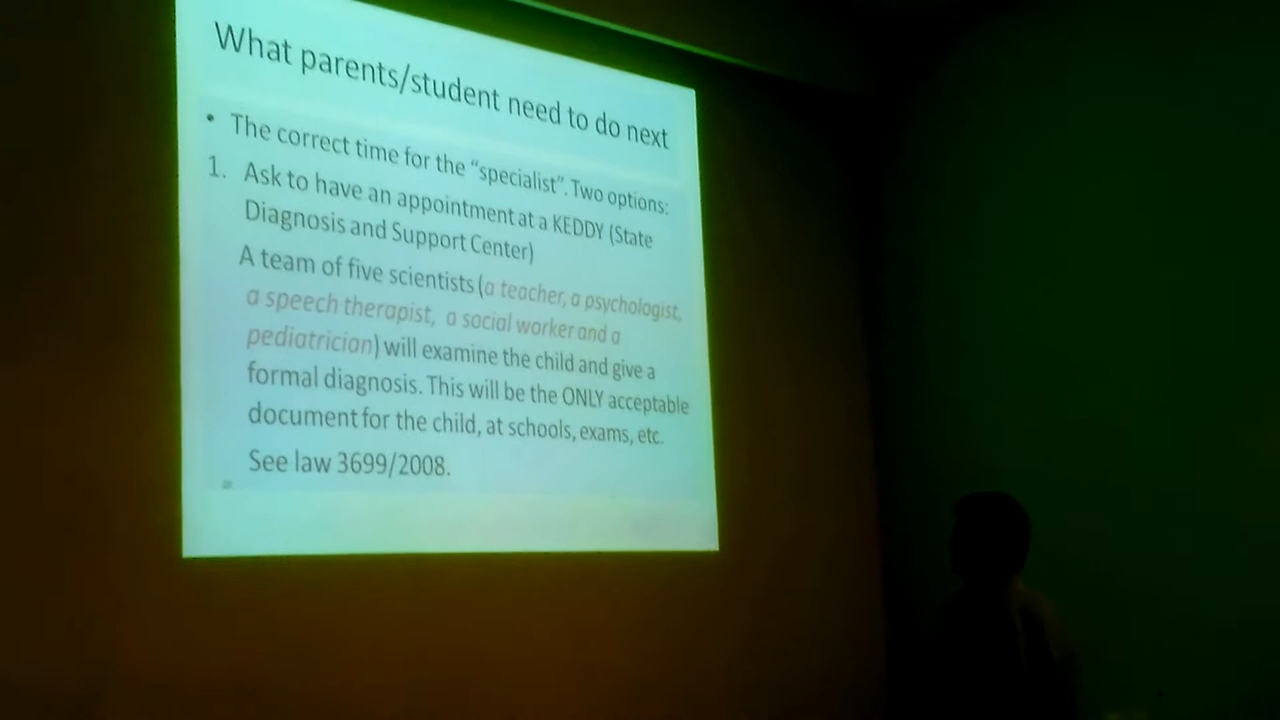 What parents/student need to do next
• The correct time for the “specialist”. Two options:
1. Ask to have an appointment at a KEDDY (State
Diagnosis and Support Center)
A team of five scientists (a teacher, a psychologist,
a speech therapist, a social worker and a
pediatrician) will examine the child and give a
formal diagnosis. This will be the ONLY acceptable
document for the child, at schools, exams, etc.
See law 3699/2008.